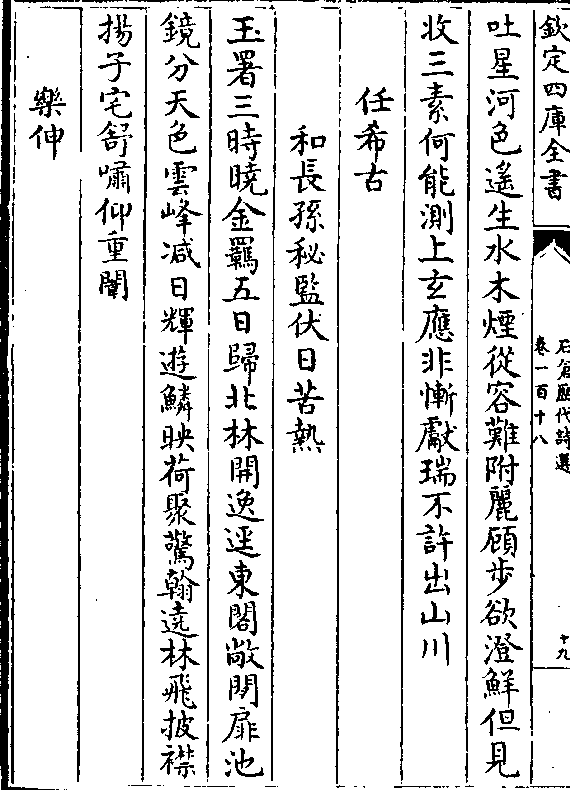 欽定四庫全書
石倉歷代詩選
卷一百十八
十九
吐星河色遙生水木煙從容難附麗顧步欲澄鮮但見
收三素何能測上玄應非慚獻瑞不許出山川
任希古
和長孫秘監伏日苦熱
玉署三時曉金羈五日歸北林開逸逕東閣敞閒扉池
鏡分天色雲峰减日輝遊鱗映荷聚驚翰遶林飛披襟
揚子宅舒嘯仰重闈
樂伸